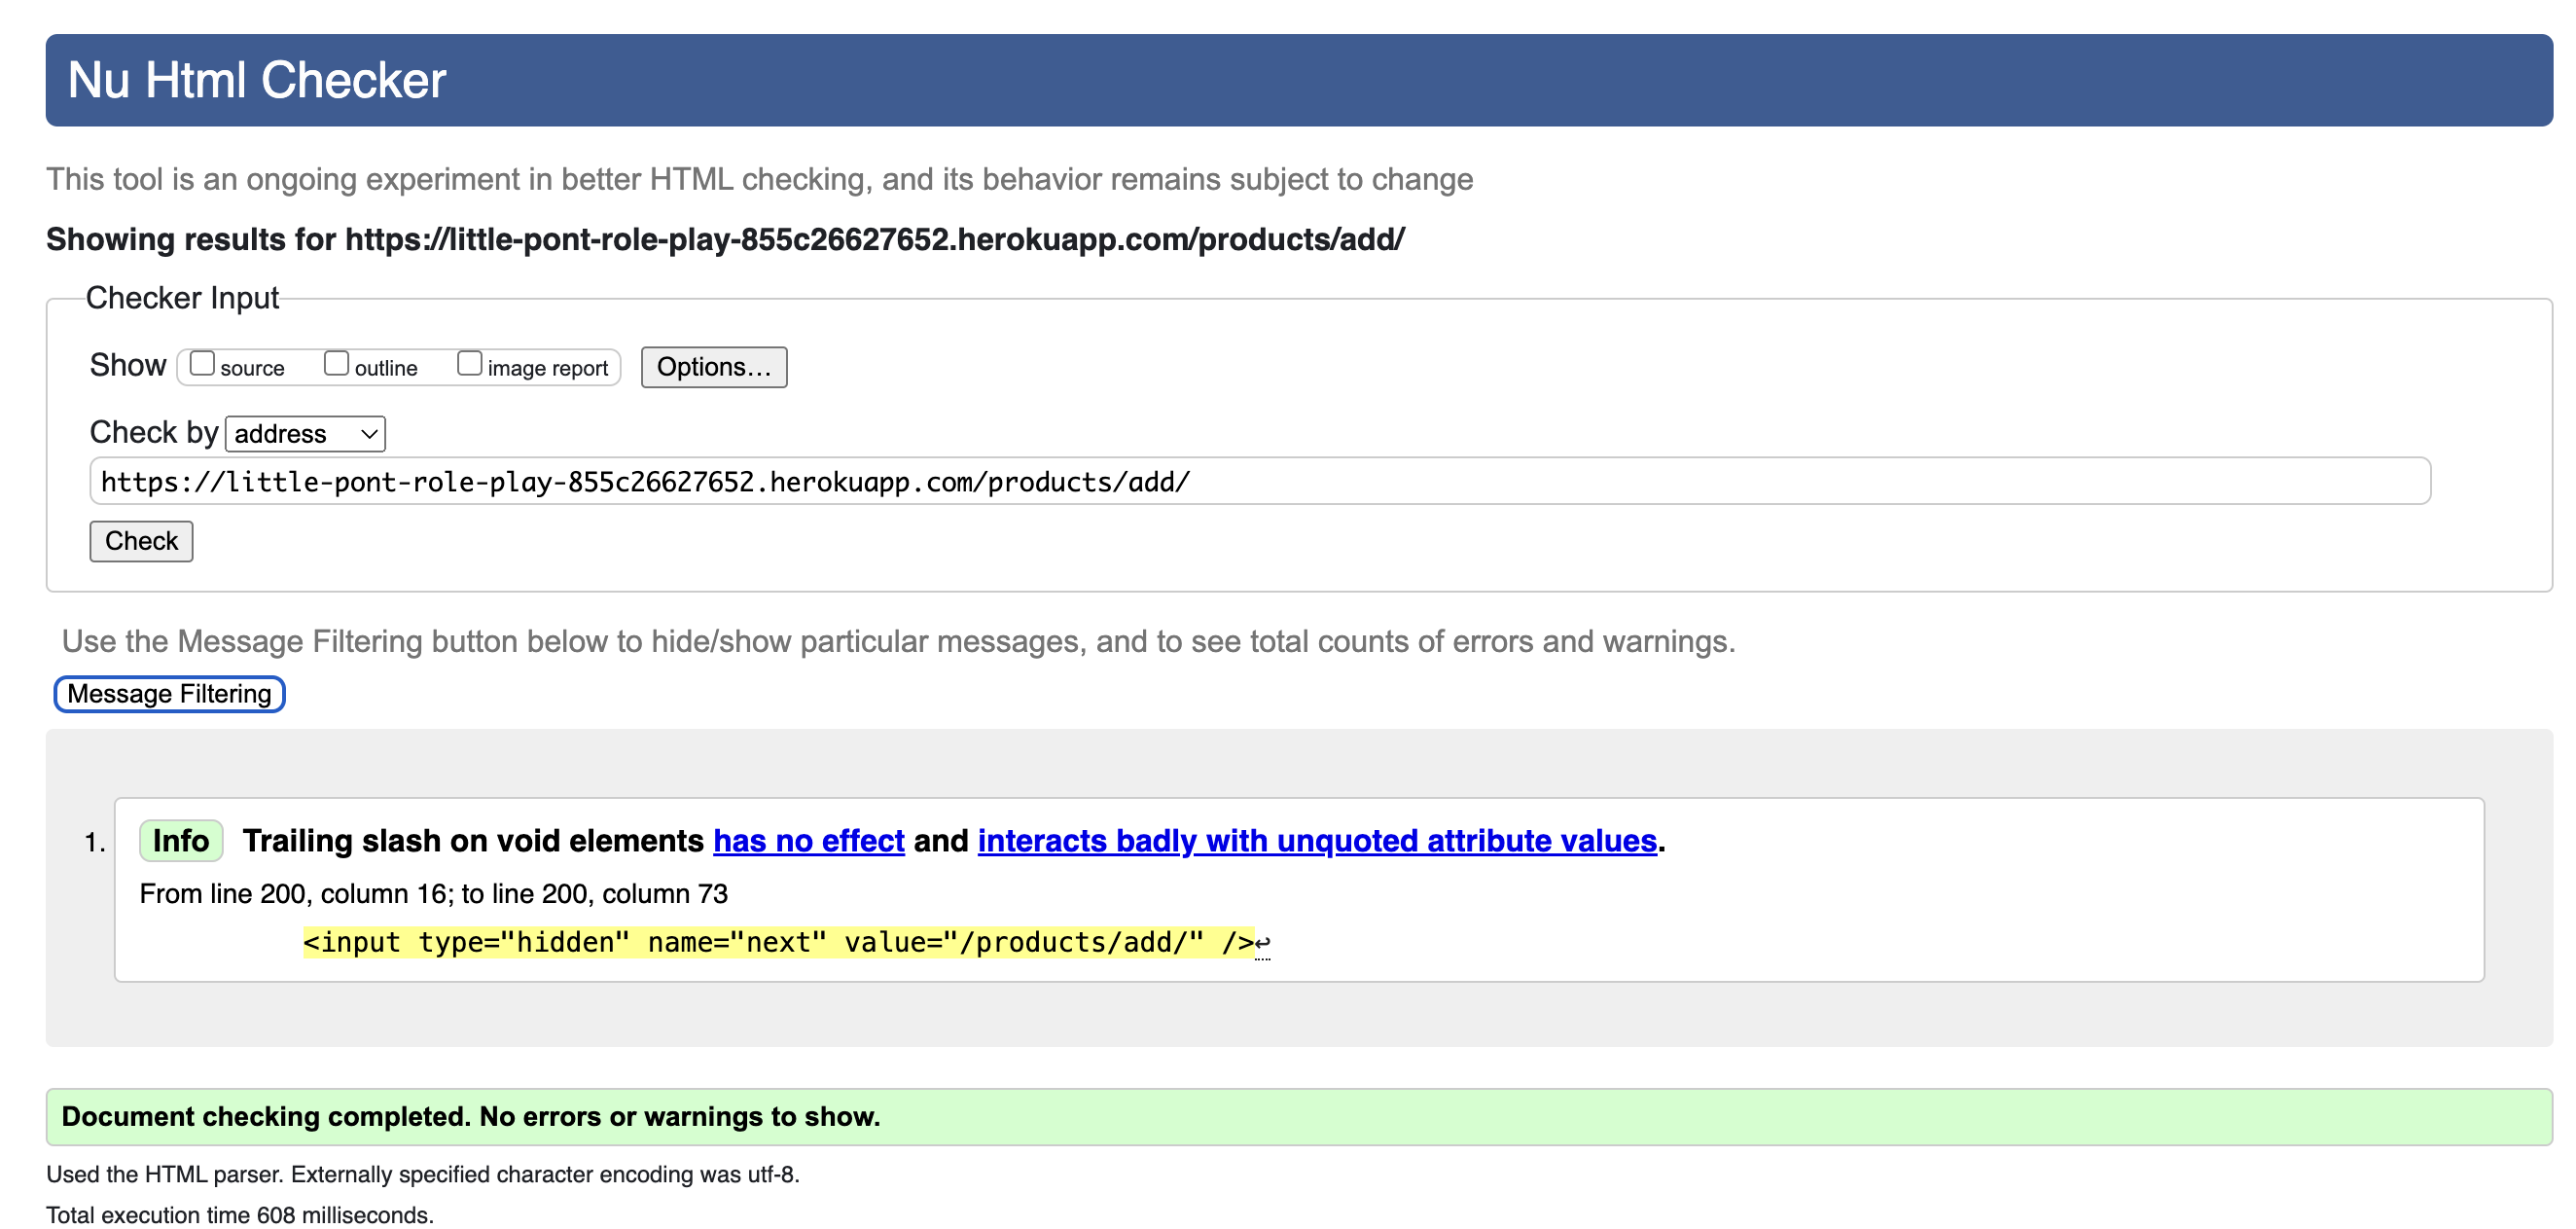 Nu Html Checker
This tool is an ongoing experiment in better HTML checking, and its behavior remains subject to change
Showing results for https://little-pont-role-play-855c26627652.herokuapp.com/products/add/
Checker Input
Show source outline image report Options...
Check by address
https://little-pont-role-play-855c26627652.herokuapp.com/products/add/
Check
Use the Message Filtering button below to hide/show particular messages, and to see total counts of errors and warnings.
Message Filtering
1. Info Trailing slash on void elements has no effect and interacts badly with unquoted attribute values.
From line 200, column 16; to line 200, column 73
<input type="hidden" name="next" value="/products/add/" />↩
Document checking completed. No errors or warnings to show.
Used the HTML parser. Externally specified character encoding was utf-8.
Total execution time 608 milliseconds.